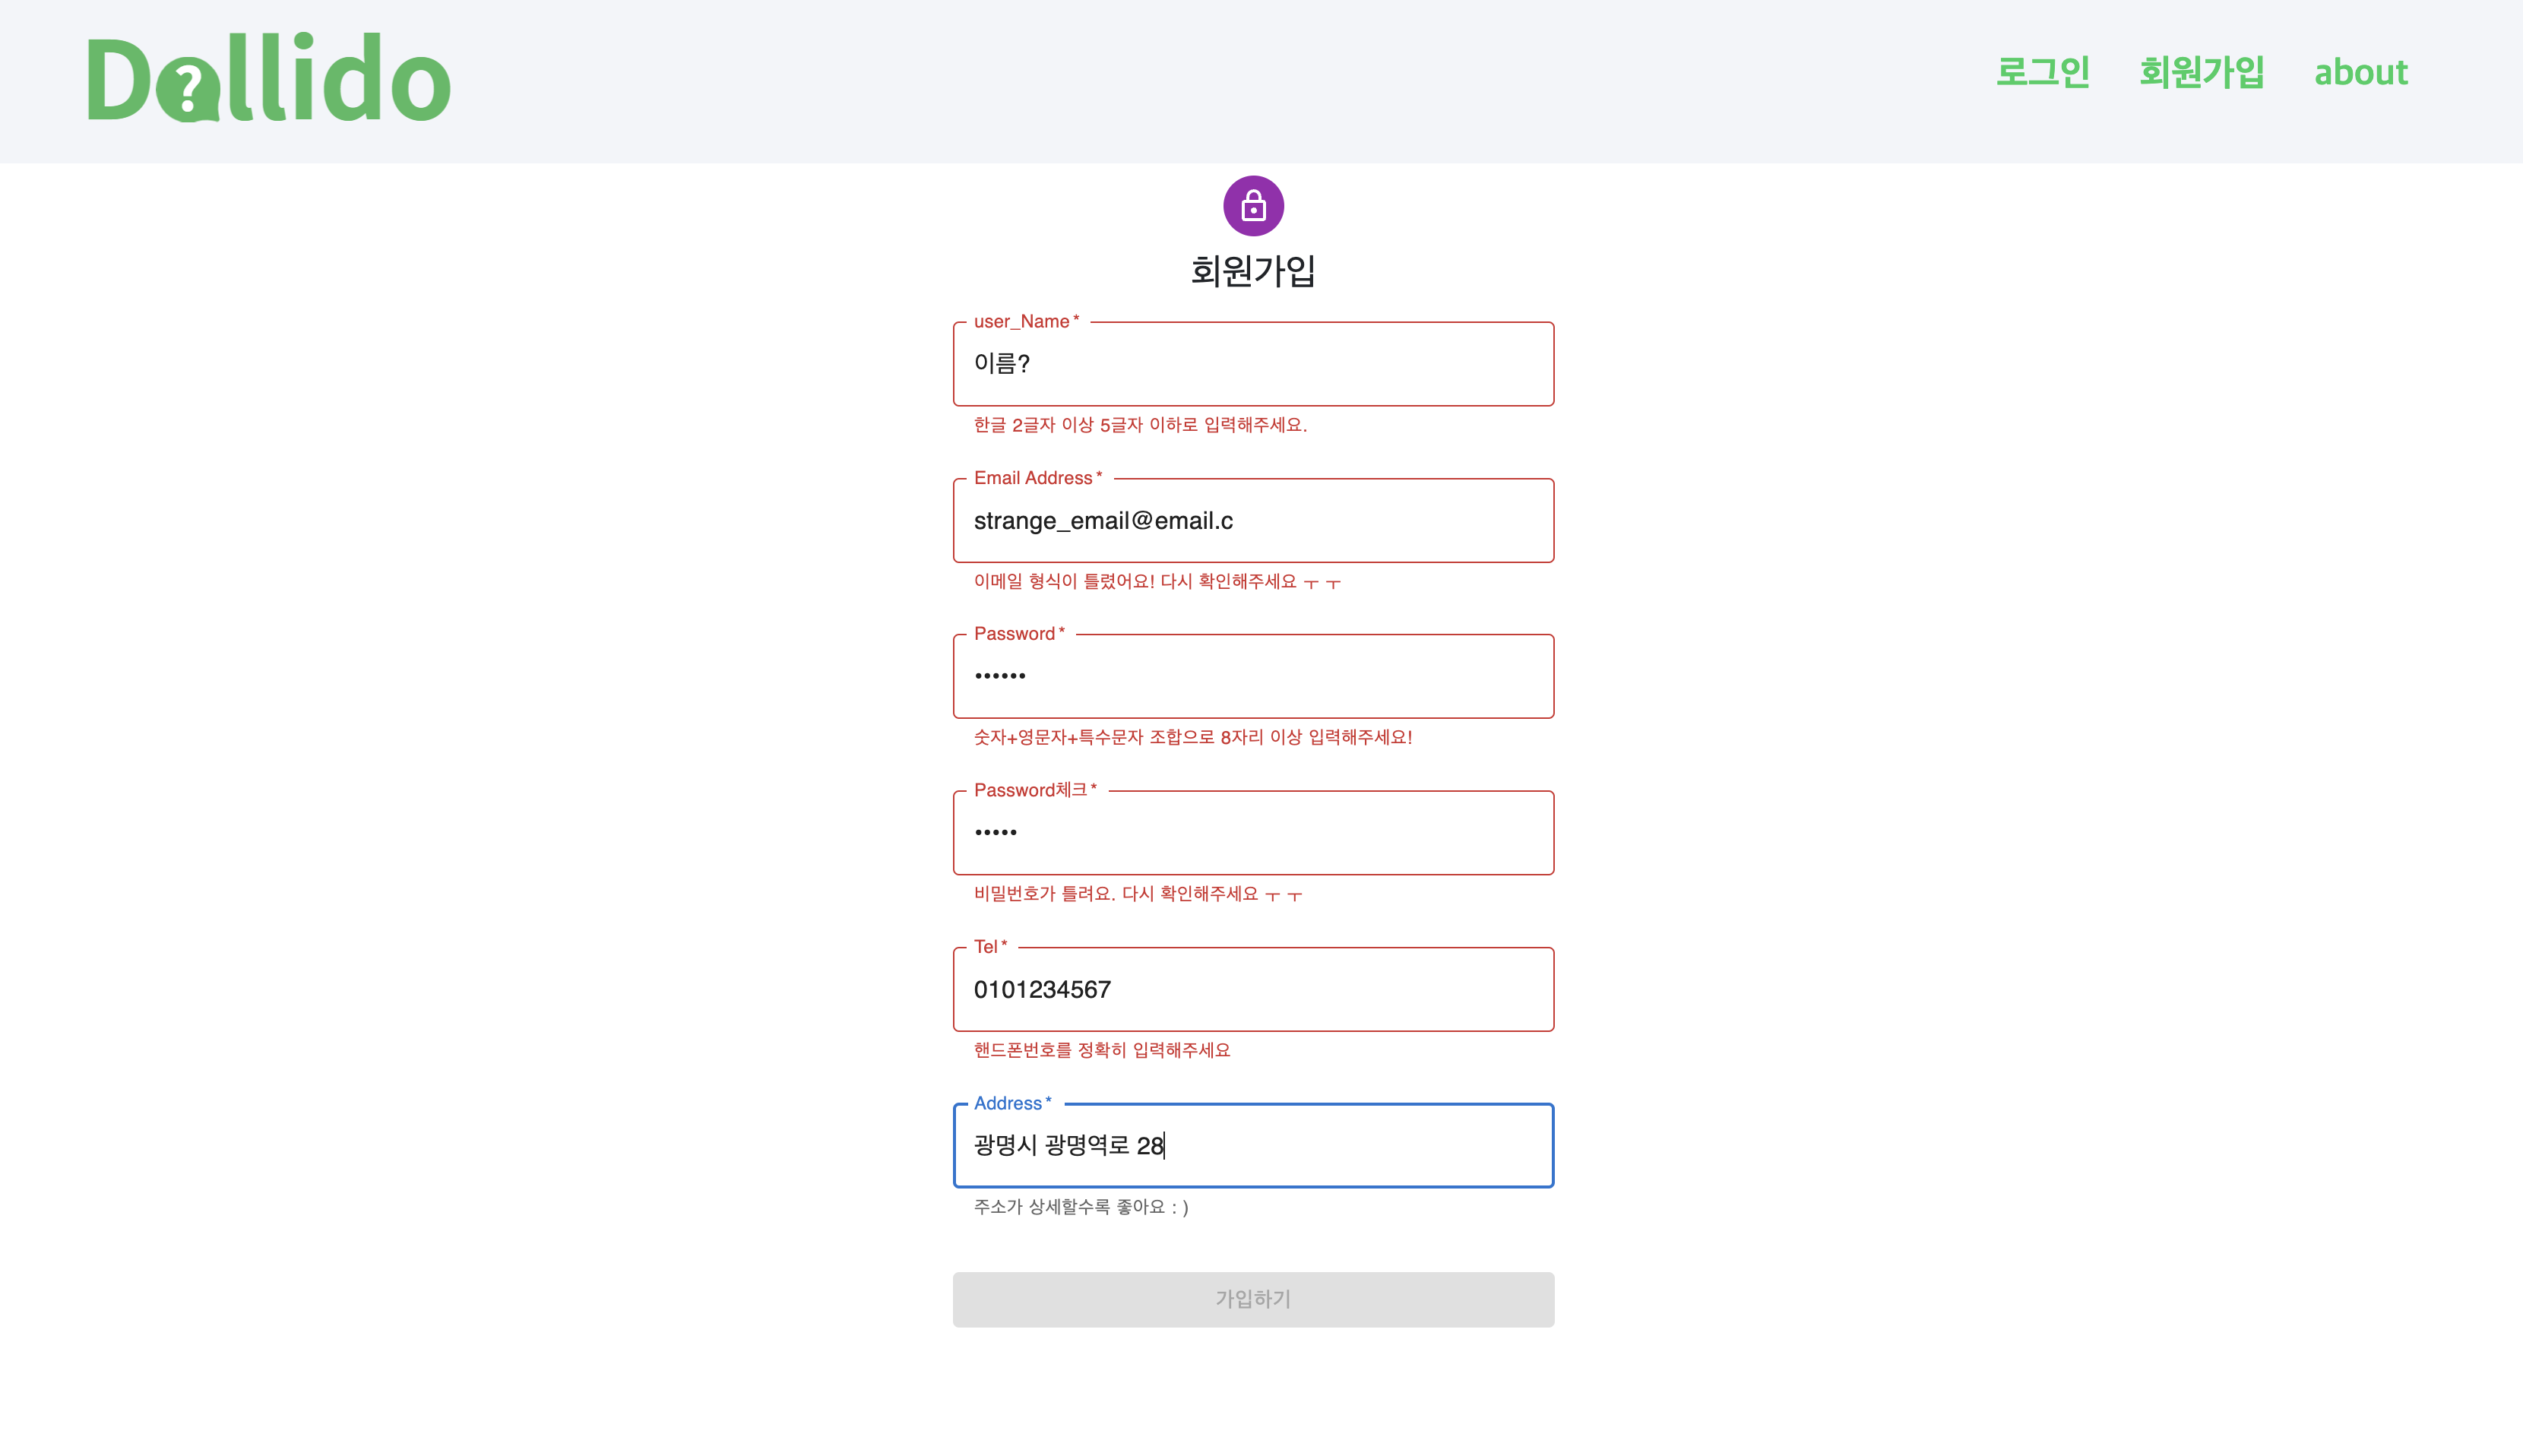 Dallido
로그인 회원가입 about
회원가입
user_Name *
이름?
한글 2글자 이상 5글자 이하로 입력해주세요.
Email Address *
strange_email@email.c
이메일 형식이 틀렸어요! 다시 확인해주세요 ㅜ ㅜ
Password *
••••••
숫자+영문자+특수문자 조합으로 8자리 이상 입력해주세요!
Password체크 *
•••••
비밀번호가 틀려요. 다시 확인해주세요 ㅜ ㅜ
Tel *
0101234567
핸드폰번호를 정확히 입력해주세요
Address *
광명시 광명역로 28
주소가 상세할수록 좋아요 : )
가입하기